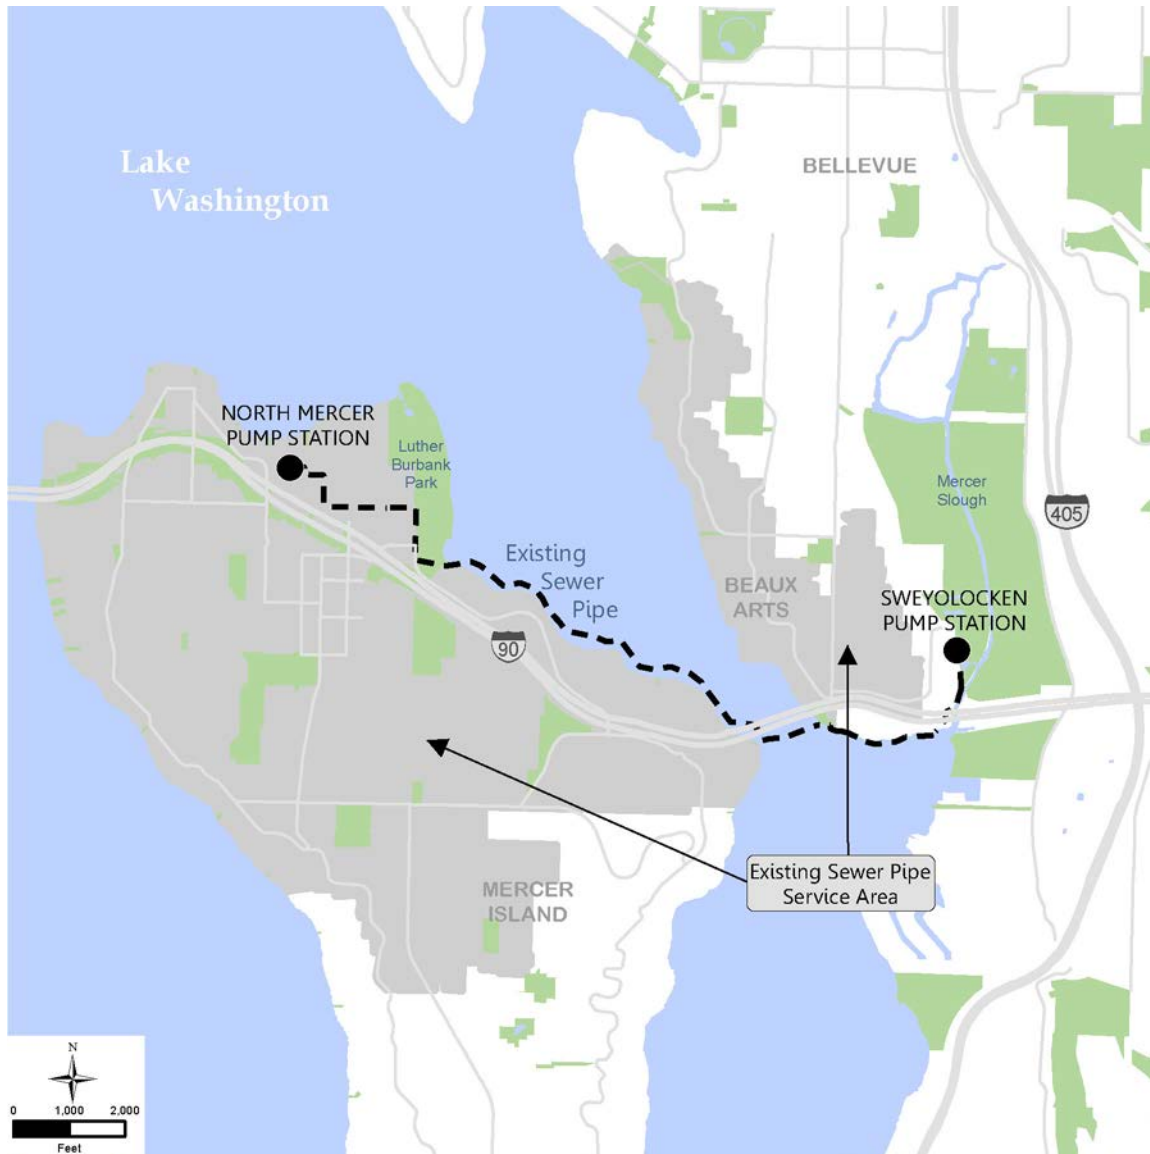 Lake
Washington
BELLEVUE
NORTH MERCER
PUMP STATION
Luther
Burbank
Park
Mercer
Slough
405
Existing
Sewer
Pipe
BEAUX
ARTS
SWEYOLOCKEN
PUMP STATION
90
Existing Sewer Pipe
Service Area
MERCER
ISLAND
N
0 1,000 2,000
Feet